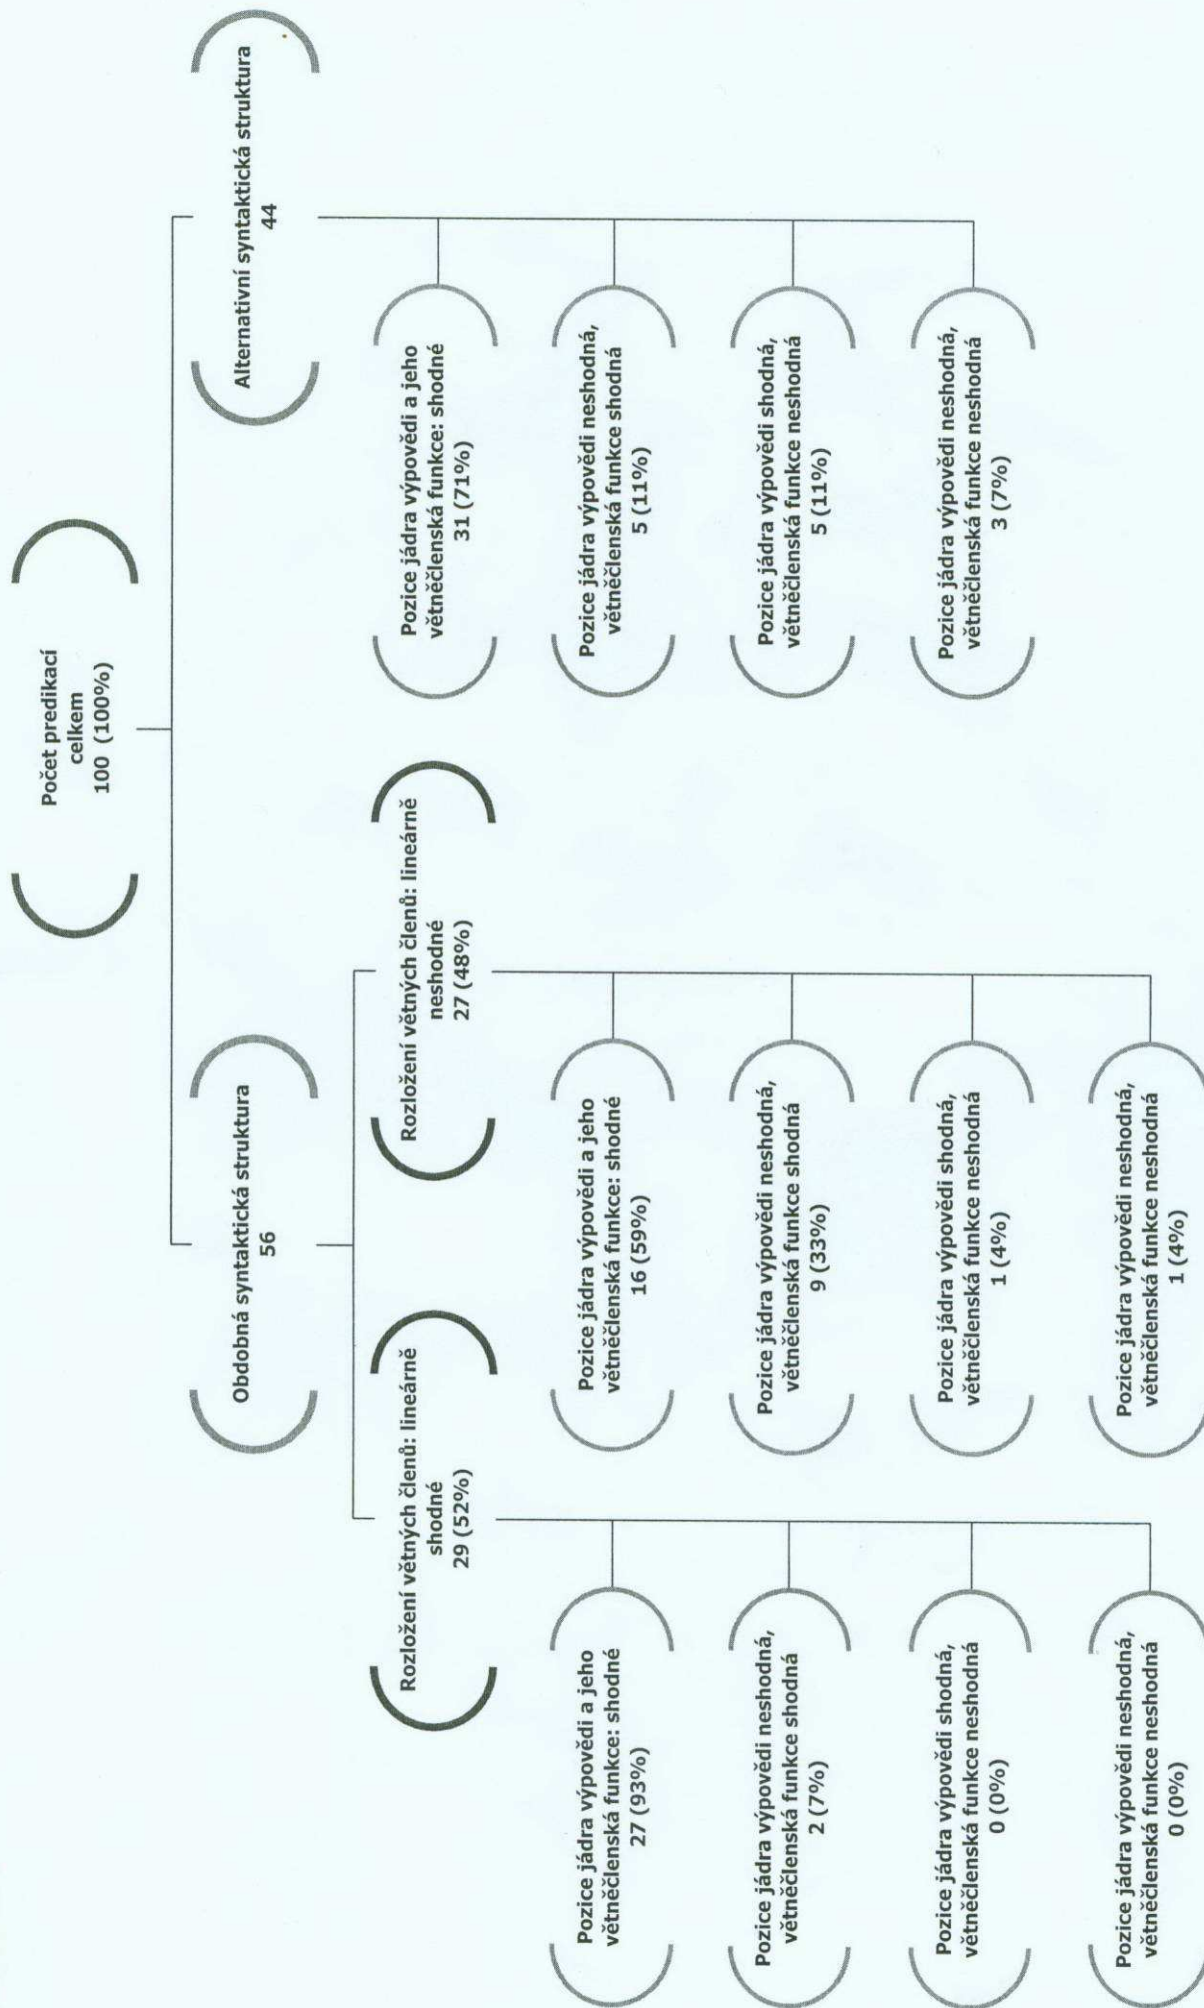 Počet predikací
celkem
100 (100%)
Obdobná syntaktická struktura
56
Alternativní syntaktická struktura
44
Rozložení větných členů: lineárně
shodné
29 (52%)
Rozložení větných členů: lineárně
neshodné
27 (48%)
Pozice jádra výpovědi a jeho
větněčlenská funkce: shodné
27 (93%)
Pozice jádra výpovědi neshodná,
větněčlenská funkce shodná
2 (7%)
Pozice jádra výpovědi shodná,
větněčlenská funkce neshodná
0 (0%)
Pozice jádra výpovědi neshodná,
větněčlenská funkce neshodná
0 (0%)
Pozice jádra výpovědi a jeho
větněčlenská funkce: shodné
16 (59%)
Pozice jádra výpovědi neshodná,
větněčlenská funkce shodná
9 (33%)
Pozice jádra výpovědi shodná,
větněčlenská funkce neshodná
1 (4%)
Pozice jádra výpovědi neshodná,
větněčlenská funkce neshodná
1 (4%)
Pozice jádra výpovědi a jeho
větněčlenská funkce: shodné
31 (71%)
Pozice jádra výpovědi neshodná,
větněčlenská funkce shodná
5 (11%)
Pozice jádra výpovědi shodná,
větněčlenská funkce neshodná
5 (11%)
Pozice jádra výpovědi neshodná,
větněčlenská funkce neshodná
3 (7%)